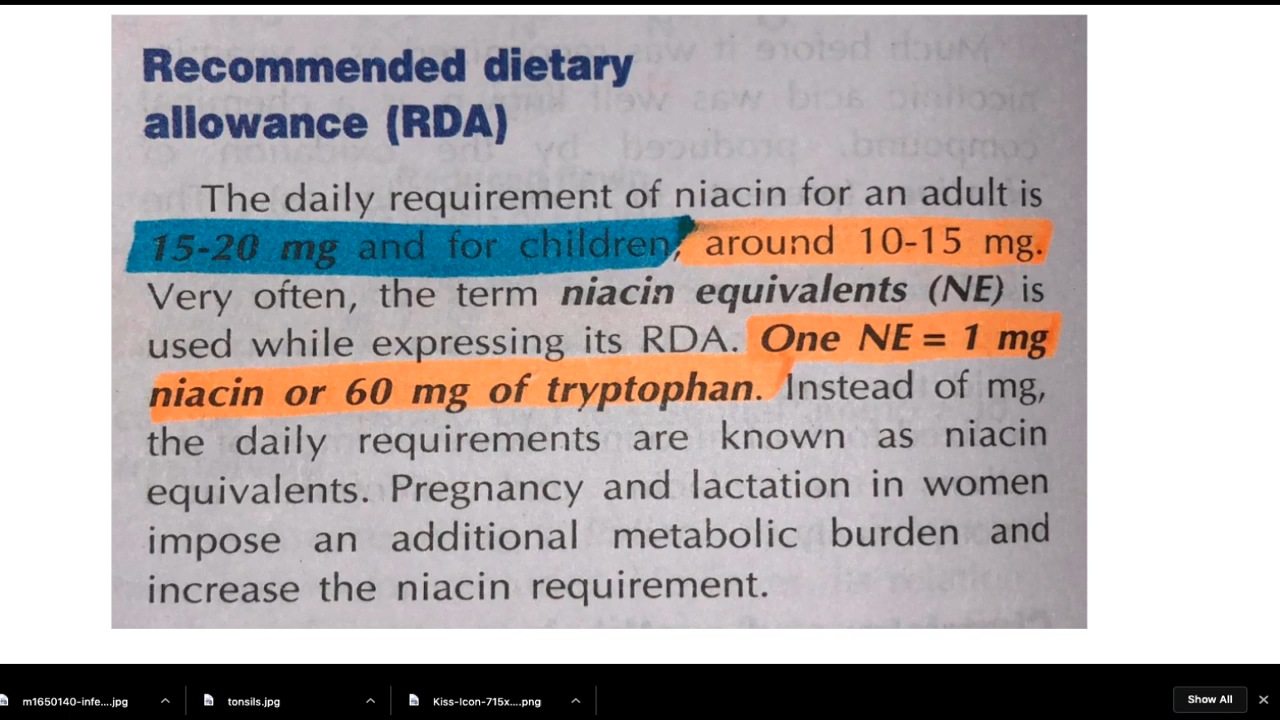 Recommended dietary
allowance (RDA)
The daily requirement of niacin for an adult is
15-20 mg and for children, around 10-15 mg.
Very often, the term niacin equivalents (NE) is
used while expressing its RDA. One NE = 1 mg
niacin or 60 mg of tryptophan. Instead of mg,
the daily requirements are known as niacin
equivalents. Pregnancy and lactation in women
impose an additional metabolic burden and
increase the niacin requirement.
m1650140-infe....jpg
tonsils.jpg
Kiss-Icon-715x....png
Show All